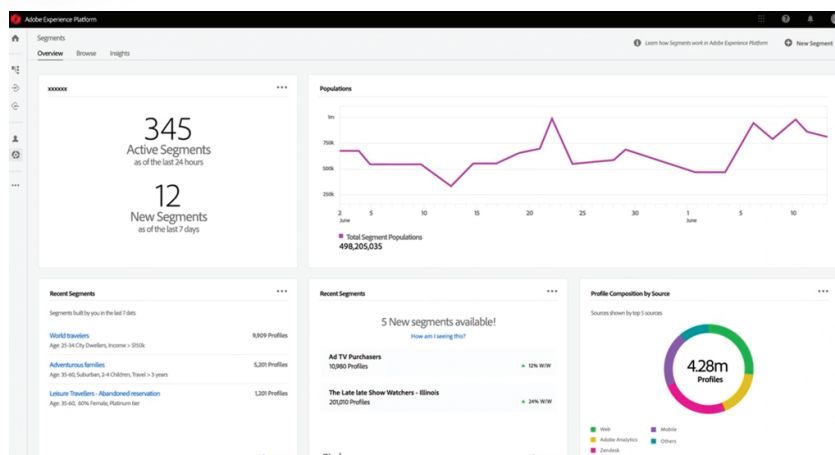 Adobe Experience Platform
Segments
Overview Browse Insights
Learn how Segments work in Adobe Experience Platform
New Segment
xxxxxx
345
Active Segments
as of the last 24 hours
12
New Segments
as of the last 7 days
Populations
1m
750k
500k
250k
2 5 10 15 20 25 30 1 5 10
June June
Total Segment Populations
498,205,035
Recent Segments
Segments built by you in the last 7 dats
World travelers 9,909 Profiles
Age: 25-34 City Dwellers, Income > $150k
Adventurous families 5,201 Profiles
Age: 35-60, Suburban, 2-4 Children, Travel > 3 years
Leisure Travellers - Abandoned reservation 1,201 Profiles
Age: 35-60, 60% Female, Platinum tier
Recent Segments
5 New segments available!
How am I seeing this?
Ad TV Purchasers
10,980 Profiles
12% W/W
The Late late Show Watchers - Illinois
201,010 Profiles
24% W/W
Profile Composition by Source
Sources shown by top 5 sources
4.28m
Profiles
Web Mobile
Adobe Analytics Others
Zendesk